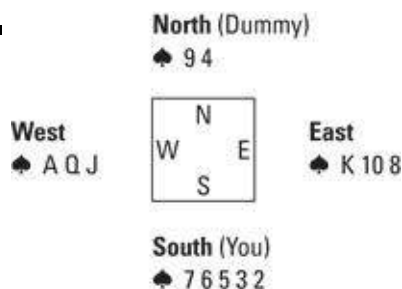 North (Dummy)
♠ 9 4
N
West
W E
East
♠ A Q J
♠ K 10 8
S
South (You)
♠ 7 6 5 3 2